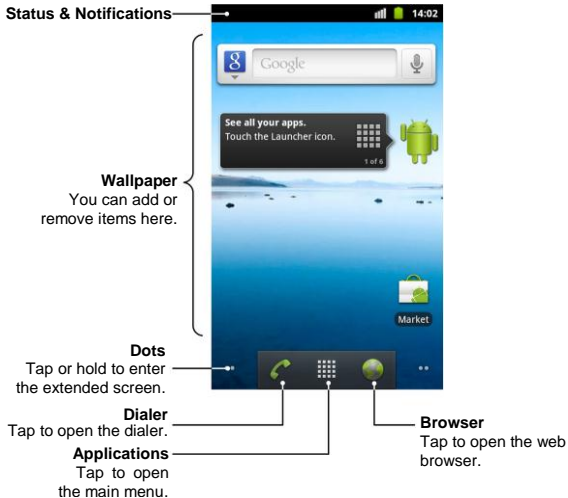 Status & Notifications
14:02
8
Google
See all your apps.
Touch the Launcher icon.
1 of 6
Wallpaper
You can add or
remove items here.
Market
Dots
Tap or hold to enter
the extended screen.
Dialer
Tap to open the dialer.
Applications
Tap to open
the main menu.
Browser
Tap to open the web
browser.